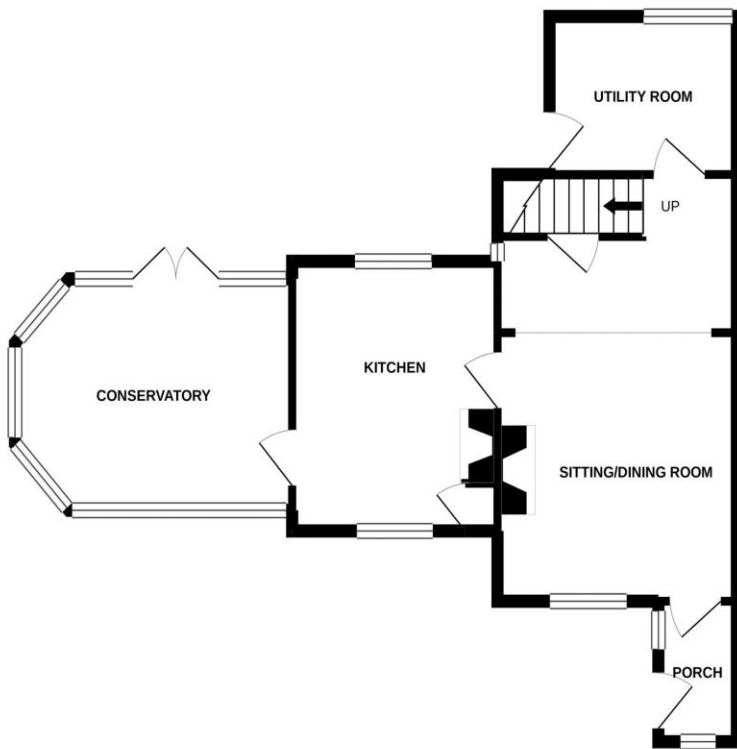 UTILITY ROOM
UP
KITCHEN
CONSERVATORY
SITTING/DINING ROOM
PORCH